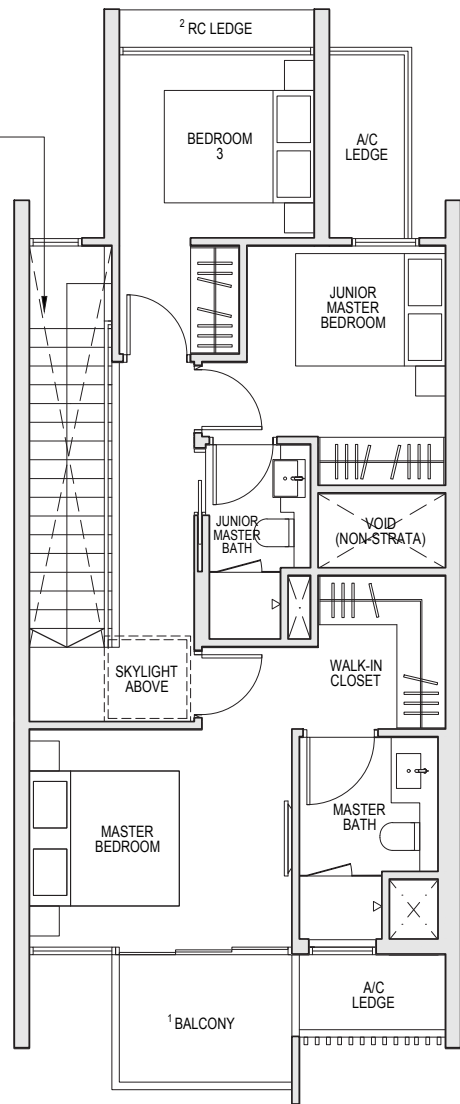 ² RC LEDGE
BEDROOM
3
A/C
LEDGE
JUNIOR
MASTER
BEDROOM
JUNIOR
MASTER
BATH
VOID
(NON-STRATA)
SKYLIGHT
ABOVE
WALK-IN
CLOSET
MASTER
BEDROOM
MASTER
BATH
¹ BALCONY
A/C
LEDGE